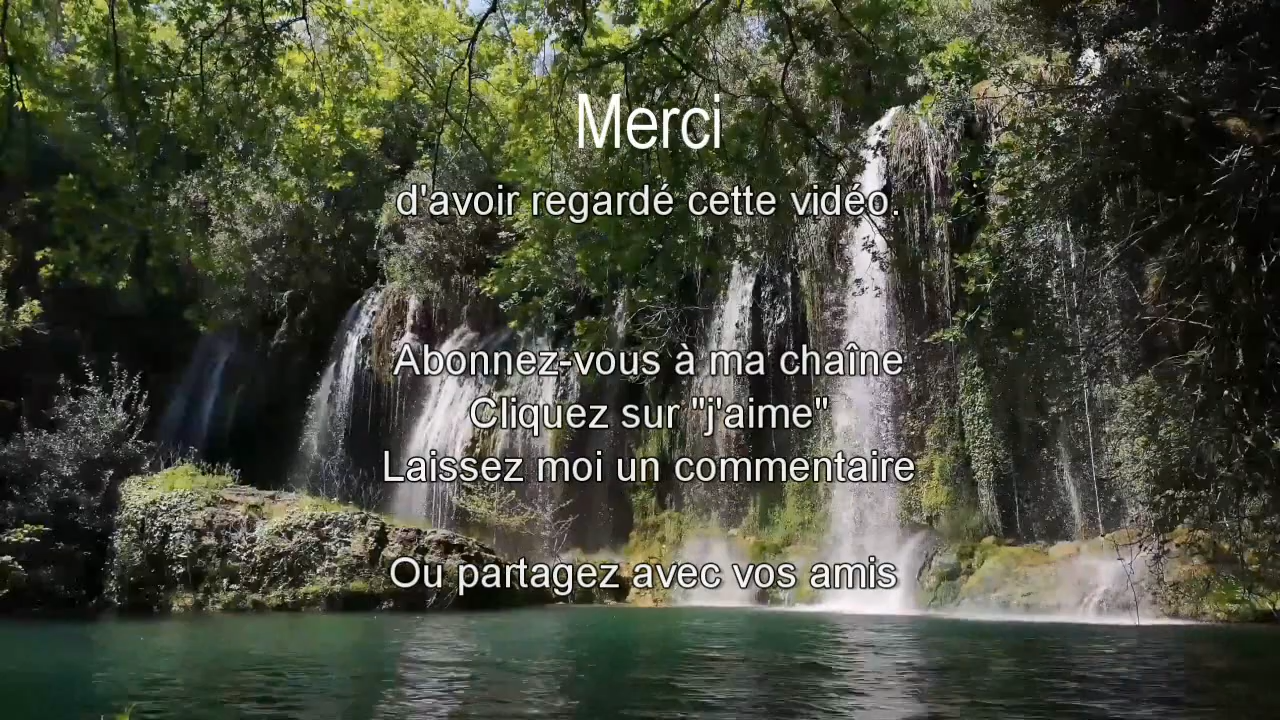 Merci
d'avoir regardé cette vidéo.
Abonnez-vous à ma chaîne
Cliquez sur "j'aime"
Laissez moi un commentaire
Ou partagez avec vos amis